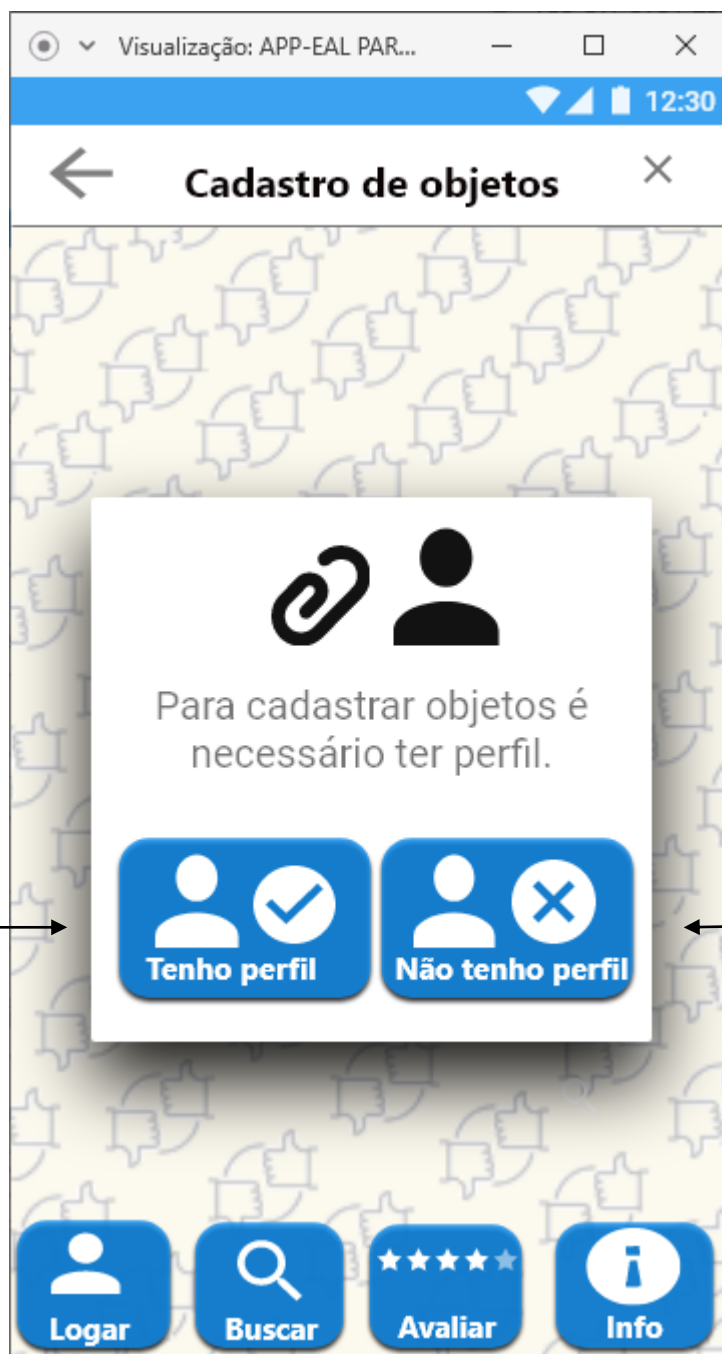 Visualização: APP-EAL PAR...
12:30
Cadastro de objetos
Para cadastrar objetos é
necessário ter perfil.
Tenho perfil
Não tenho perfil
Logar
Buscar
Avaliar
Info